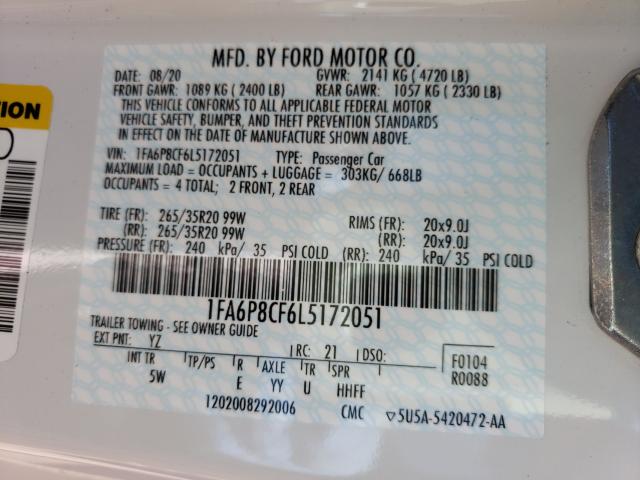 MFD. BY FORD MOTOR CO.
DATE: 08/20 GVWR: 2141 KG ( 4720 LB)
FRONT GAWR: 1089 KG ( 2400 LB) REAR GAWR: 1057 KG ( 2330 LB)
THIS VEHICLE CONFORMS TO ALL APPLICABLE FEDERAL MOTOR
VEHICLE SAFETY, BUMPER, AND THEFT PREVENTION STANDARDS
IN EFFECT ON THE DATE OF MANUFACTURE SHOWN ABOVE.
VIN: 1FA6P8CF6L5172051 TYPE: Passenger Car
MAXIMUM LOAD = OCCUPANTS + LUGGAGE = 303KG/ 668LB
OCCUPANTS = 4 TOTAL; 2 FRONT, 2 REAR
TIRE (FR): 265/35R20 99W RIMS (FR): 20x9.0J
(RR): 265/35R20 99W (RR): 20x9.0J
PRESSURE (FR): 240 kPa/ 35 PSI COLD (RR): 240 kPa/ 35 PSI COLD
1FA6P8CF6L5172051
TRAILER TOWING - SEE OWNER GUIDE
EXT PNT: YZ RC: 21 DSO: F0104
INT TR TP/PS R AXLE TR SPR R0088
5W E YY U HHFF
1202008292006 CMC ▽5U5A-5420472-AA